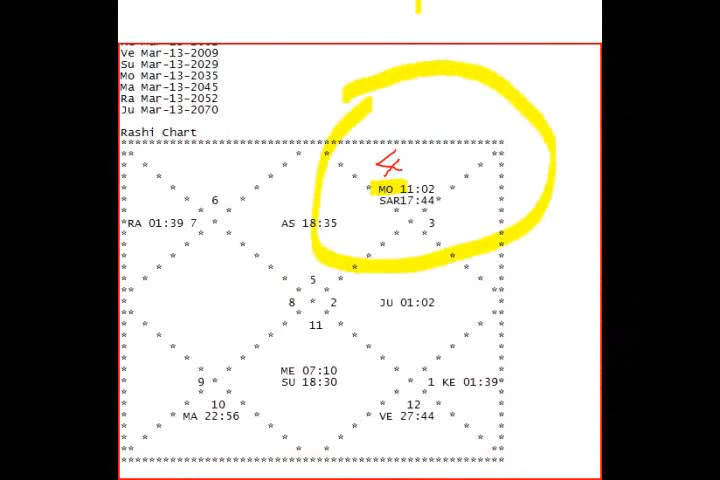 Ve Mar-13-2009
Su Mar-13-2029
Mo Mar-13-2035
Ma Mar-13-2045
Ra Mar-13-2052
Ju Mar-13-2070
Rashi Chart
4
MO 11:02
6 SAR17:44
RA 01:39 7 AS 18:35 3
5
8 2 JU 01:02
11
ME 07:10
9 SU 18:30 1 KE 01:39
10 12
MA 22:56 VE 27:44